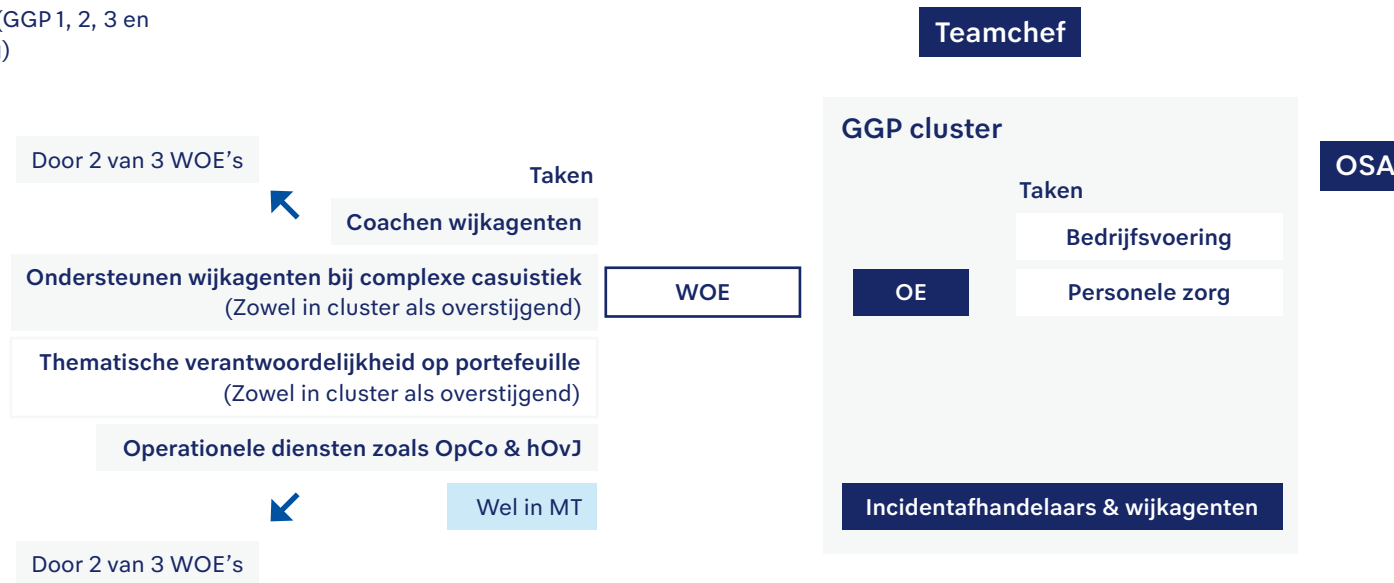 (GGP 1, 2, 3 en
)
Teamchef
GGP cluster
Door 2 van 3 WOE’s
OSA
Taken
Taken
Coachen wijkagenten
Bedrijfsvoering
Ondersteunen wijkagenten bij complexe casuistiek
(Zowel in cluster als overstijgend)
WOE
OE
Personele zorg
Thematische verantwoordelijkheid op portefeuille
(Zowel in cluster als overstijgend)
Operationele diensten zoals OpCo & hOvJ
Wel in MT
Incidentafhandelaars & wijkagenten
Door 2 van 3 WOE’s